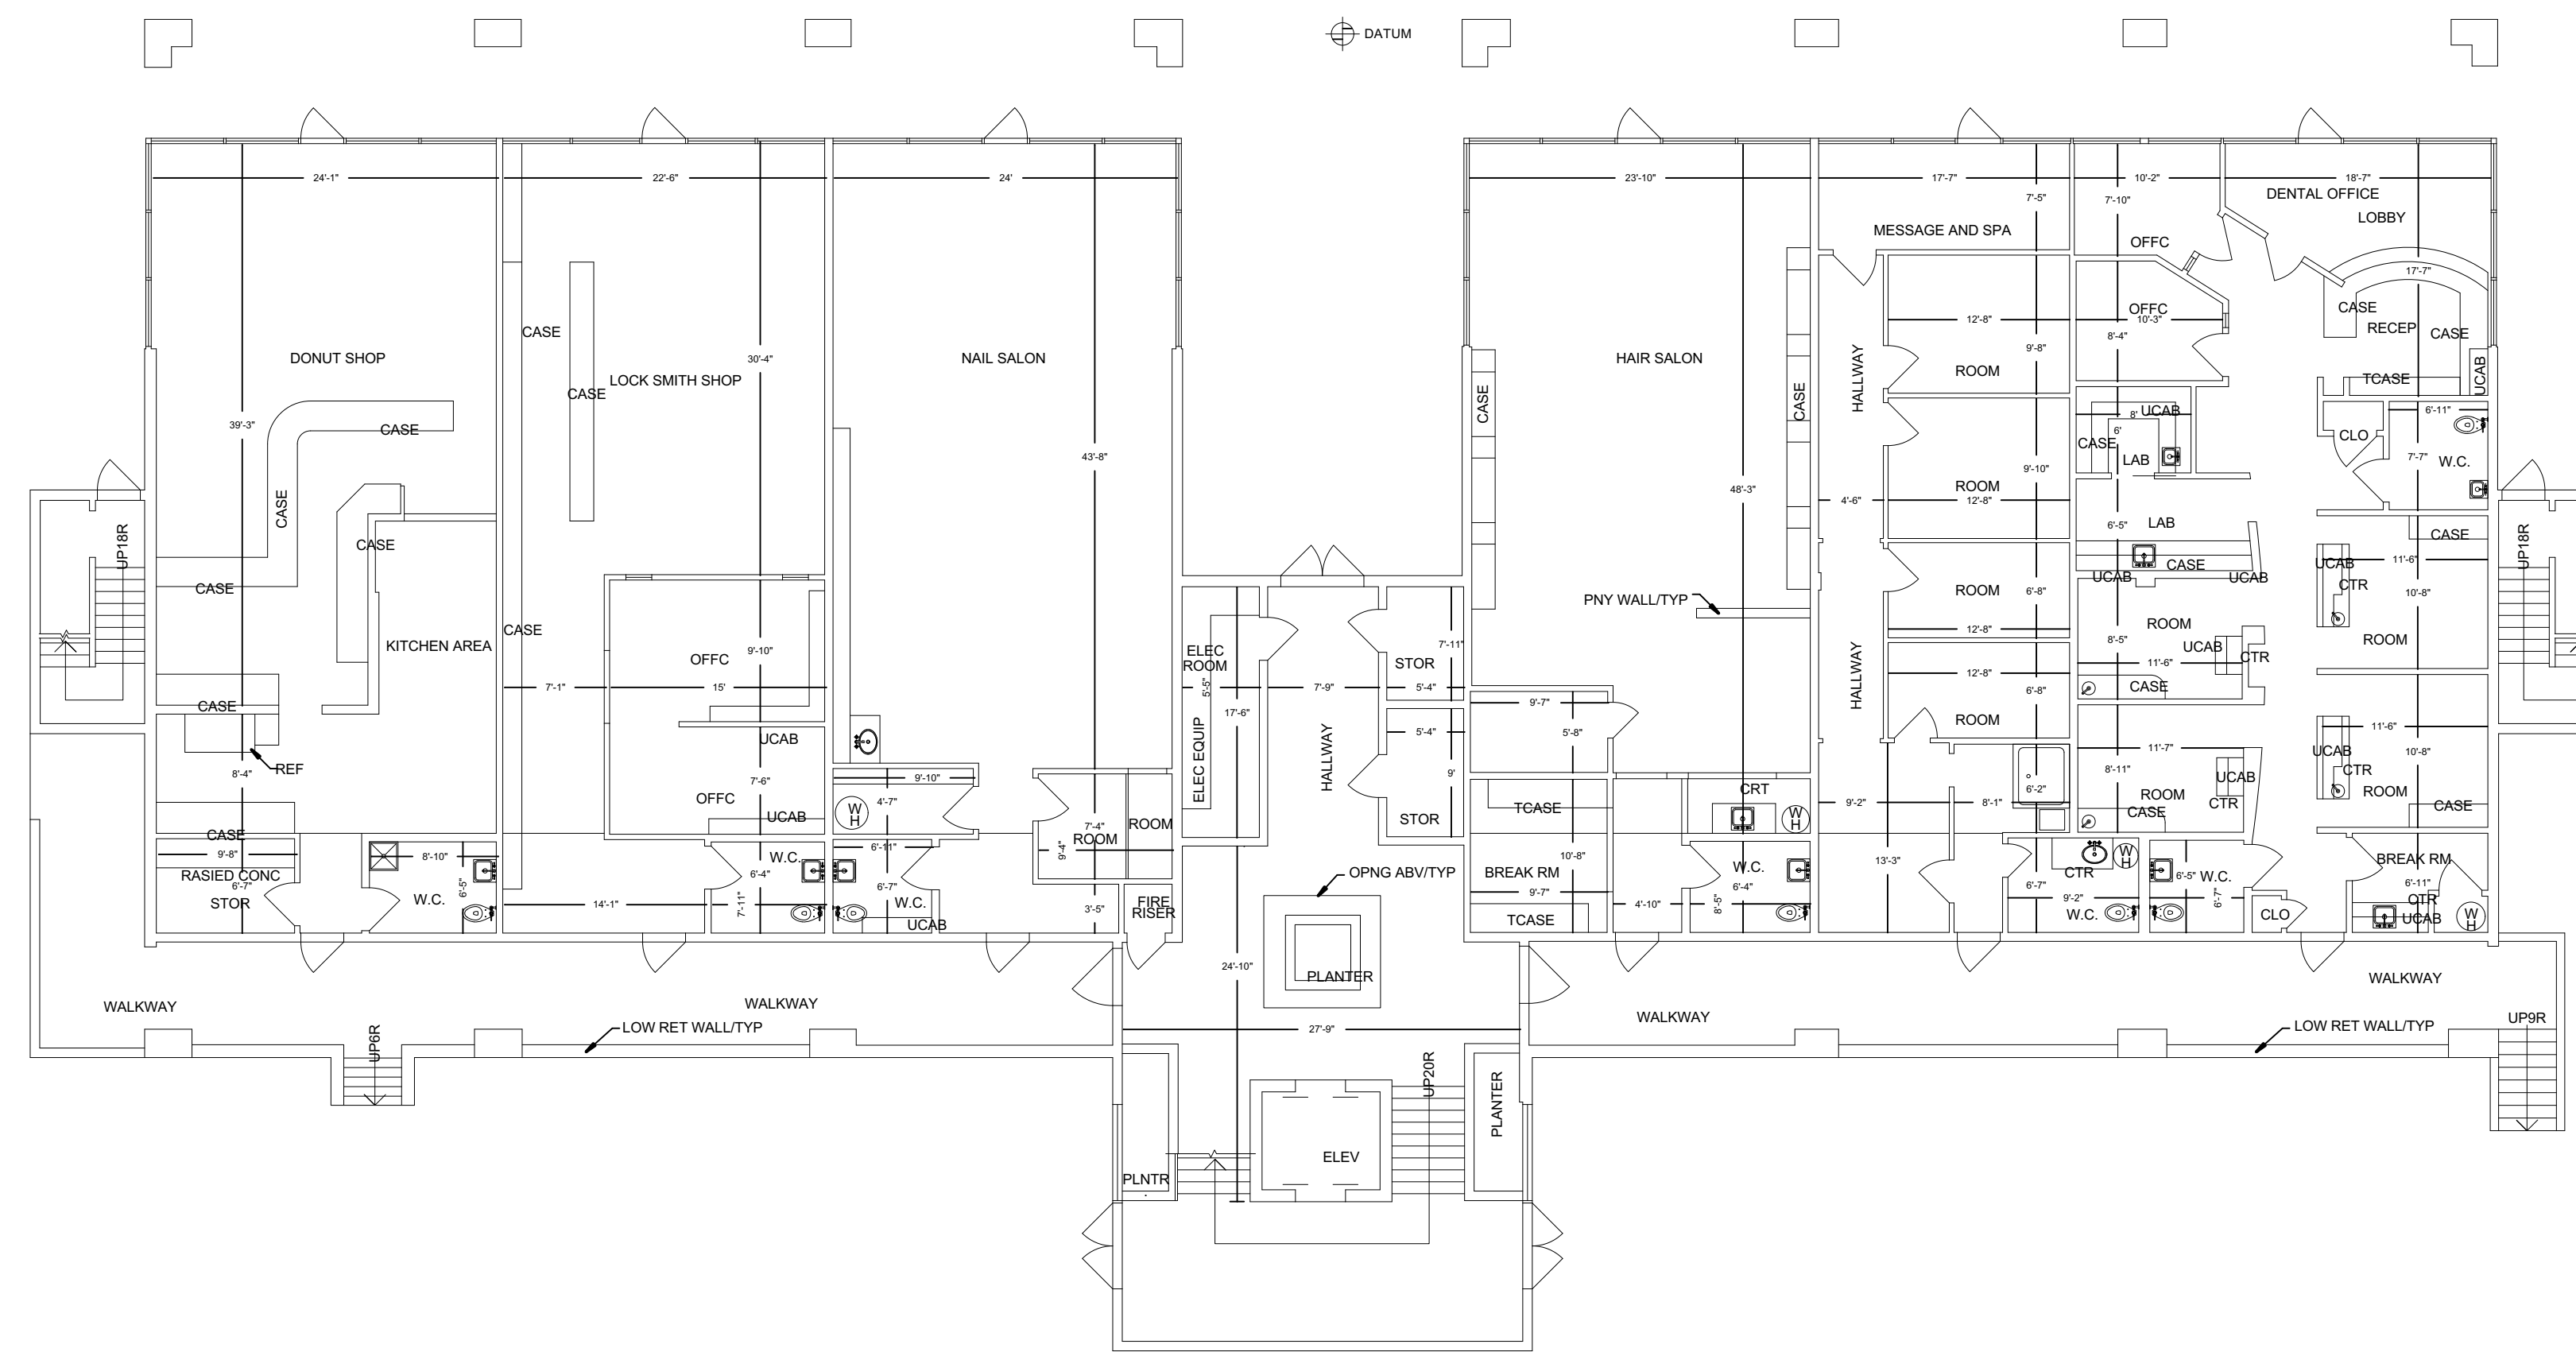 DATUM
24'-1"
22'-6"
24'
23'-10"
17'-7"
10'-2"
18'-7"
DENTAL OFFICE
LOBBY
7'-5"
7'-10"
MESSAGE AND SPA
OFFC
17'-7"
CASE
RECEP
CASE
OFFC
10'-3"
8'-4"
12'-8"
9'-8"
ROOM
CASE
DONUT SHOP
LOCK SMITH SHOP
30'-4"
CASE
NAIL SALON
HAIR SALON
HALLWAY
TCASE
UCAB
CASE
CASE
39'-3"
CASE
43'-8"
8'
UCAB
6'
CASE
LAB
6'-11"
CLO
7'-7"
W.C.
9'-10"
ROOM
12'-8"
4'-6"
48'-3"
CASE
UP18R
CASE
6'-5"
LAB
CASE
UCAB
UCAB
CASE
11'-6"
UCAB
CTR
10'-8"
ROOM
UP18R
CASE
CASE
PNY WALL/TYP
ROOM
6'-8"
12'-8"
ROOM
8'-5"
UCAB
CTR
11'-6"
CASE
KITCHEN AREA
OFFC
9'-10"
7'-1"
15'
ELEC
ROOM
5'-5"
17'-6"
ELEC EQUIP
7'-9"
HALLWAY
7'-11"
STOR
5'-4"
5'-4"
9'
STOR
HALLWAY
12'-8"
6'-8"
ROOM
9'-7"
5'-8"
CASE
REF
8'-4"
UCAB
7'-6"
OFFC
UCAB
9'-10"
4'-7"
W
H
7'-4"
ROOM
9'-4"
ROOM
TCASE
CRT
W
H
9'-2"
8'-1"
6'-2"
11'-7"
8'-11"
UCAB
ROOM
CTR
CASE
11'-6"
UCAB
10'-8"
CTR
ROOM
CASE
CASE
9'-8"
RASIED CONC
6'-7"
STOR
8'-10"
W.C.
6'-5"
14'-1"
W.C.
6'-4"
7'-11"
6'-11"
6'-7"
W.C.
UCAB
3'-5"
FIRE
RISER
OPNG ABV/TYP
10'-8"
BREAK RM
9'-7"
TCASE
4'-10"
W.C.
6'-4"
8'-5"
13'-3"
W
H
CTR
6'-7"
9'-2"
W.C.
6'-5"
W.C.
6'-7"
CLO
BREAK RM
6'-11"
CTR
UCAB
W
H
24'-10"
PLANTER
WALKWAY
WALKWAY
LOW RET WALL/TYP
27'-9"
WALKWAY
WALKWAY
LOW RET WALL/TYP
UP9R
UP6R
UP20R
PLANTER
ELEV
PLNTR